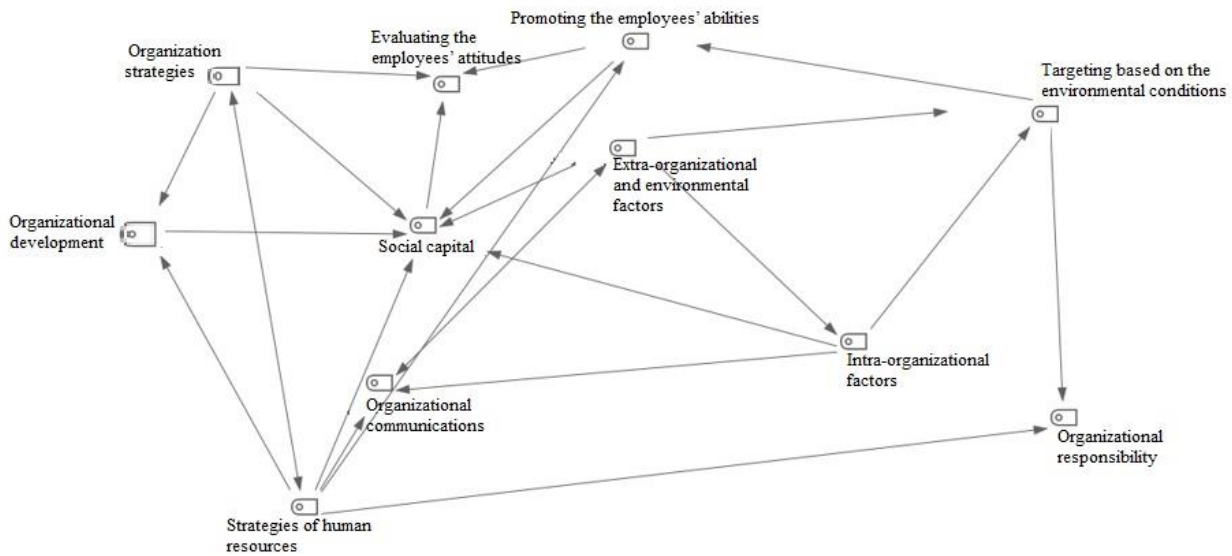 Promoting the employees’ abilities
Evaluating the
employees’ attitudes
Organization
strategies
Targeting based on the
environmental conditions
Extra-organizational
and environmental
factors
Organizational
development
Social capital
Intra-organizational
factors
Organizational
communications
Organizational
responsibility
Strategies of human
resources